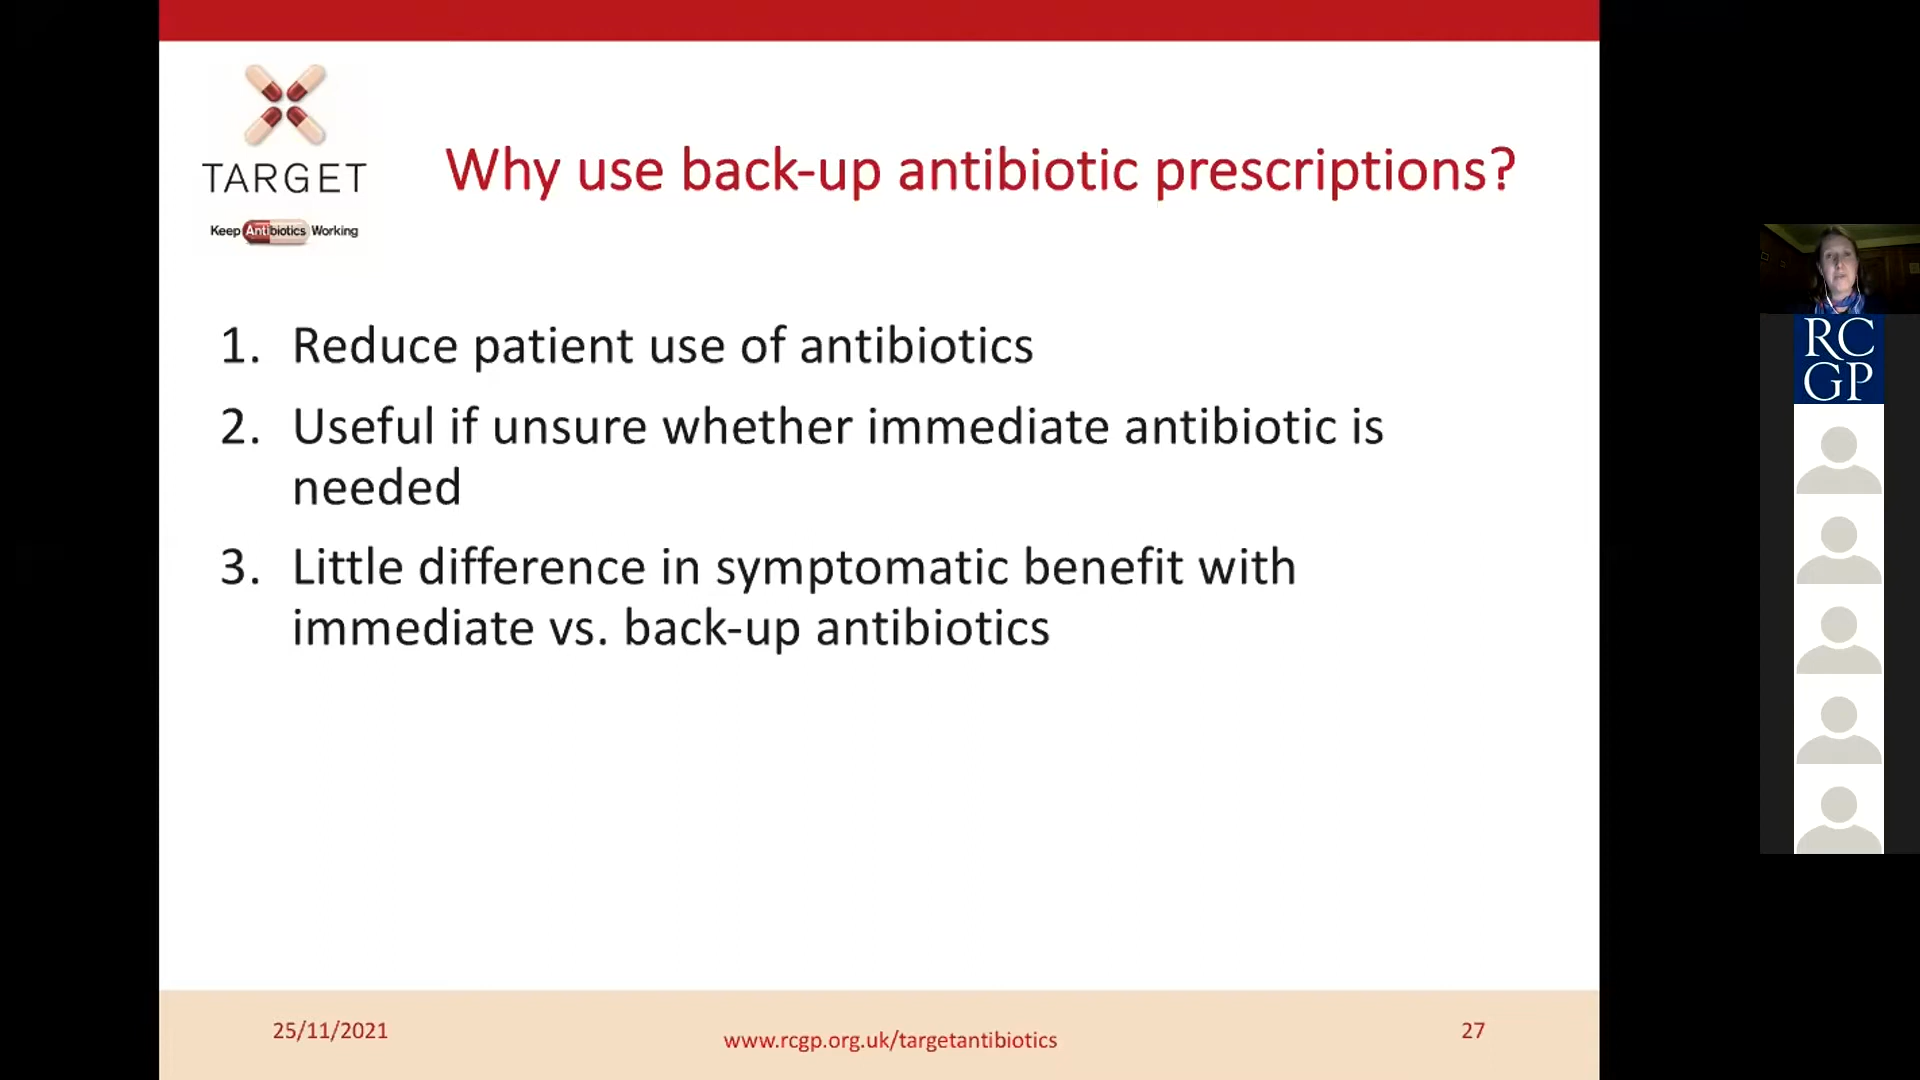 TARGET
Keep Antibiotics Working
Why use back-up antibiotic prescriptions?
1. Reduce patient use of antibiotics
2. Useful if unsure whether immediate antibiotic is
needed
3. Little difference in symptomatic benefit with
immediate vs. back-up antibiotics
25/11/2021
www.rcgp.org.uk/targetantibiotics
27
RC
GP